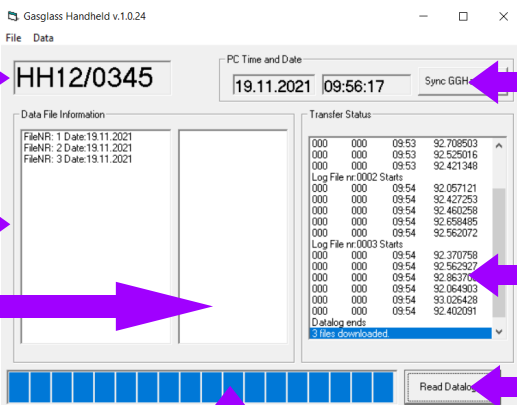 Gasglass Handheld v.1.0.24
File Data
HH12/0345
PC Time and Date
19.11.2021 09:56:17
Sync GGH
Data File Information
FileNR: 1 Date:19.11.2021
FileNR: 2 Date:19.11.2021
FileNR: 3 Date:19.11.2021
Transfer Status
000 000 09:53 92.708503
000 000 09:53 92.525016
000 000 09:53 92.421348
Log File nr:0002 Starts
000 000 09:54 92.057121
000 000 09:54 92.427253
000 000 09:54 92.460258
000 000 09:54 92.658485
000 000 09:54 92.562072
Log File nr:0003 Starts
000 000 09:54 92.370758
000 000 09:54 92.562927
000 000 09:54 92.86370
000 000 09:54 92.064903
000 000 09:54 93.026428
000 000 09:54 92.402091
Datalog ends
3 files downloaded.
Read Datalog